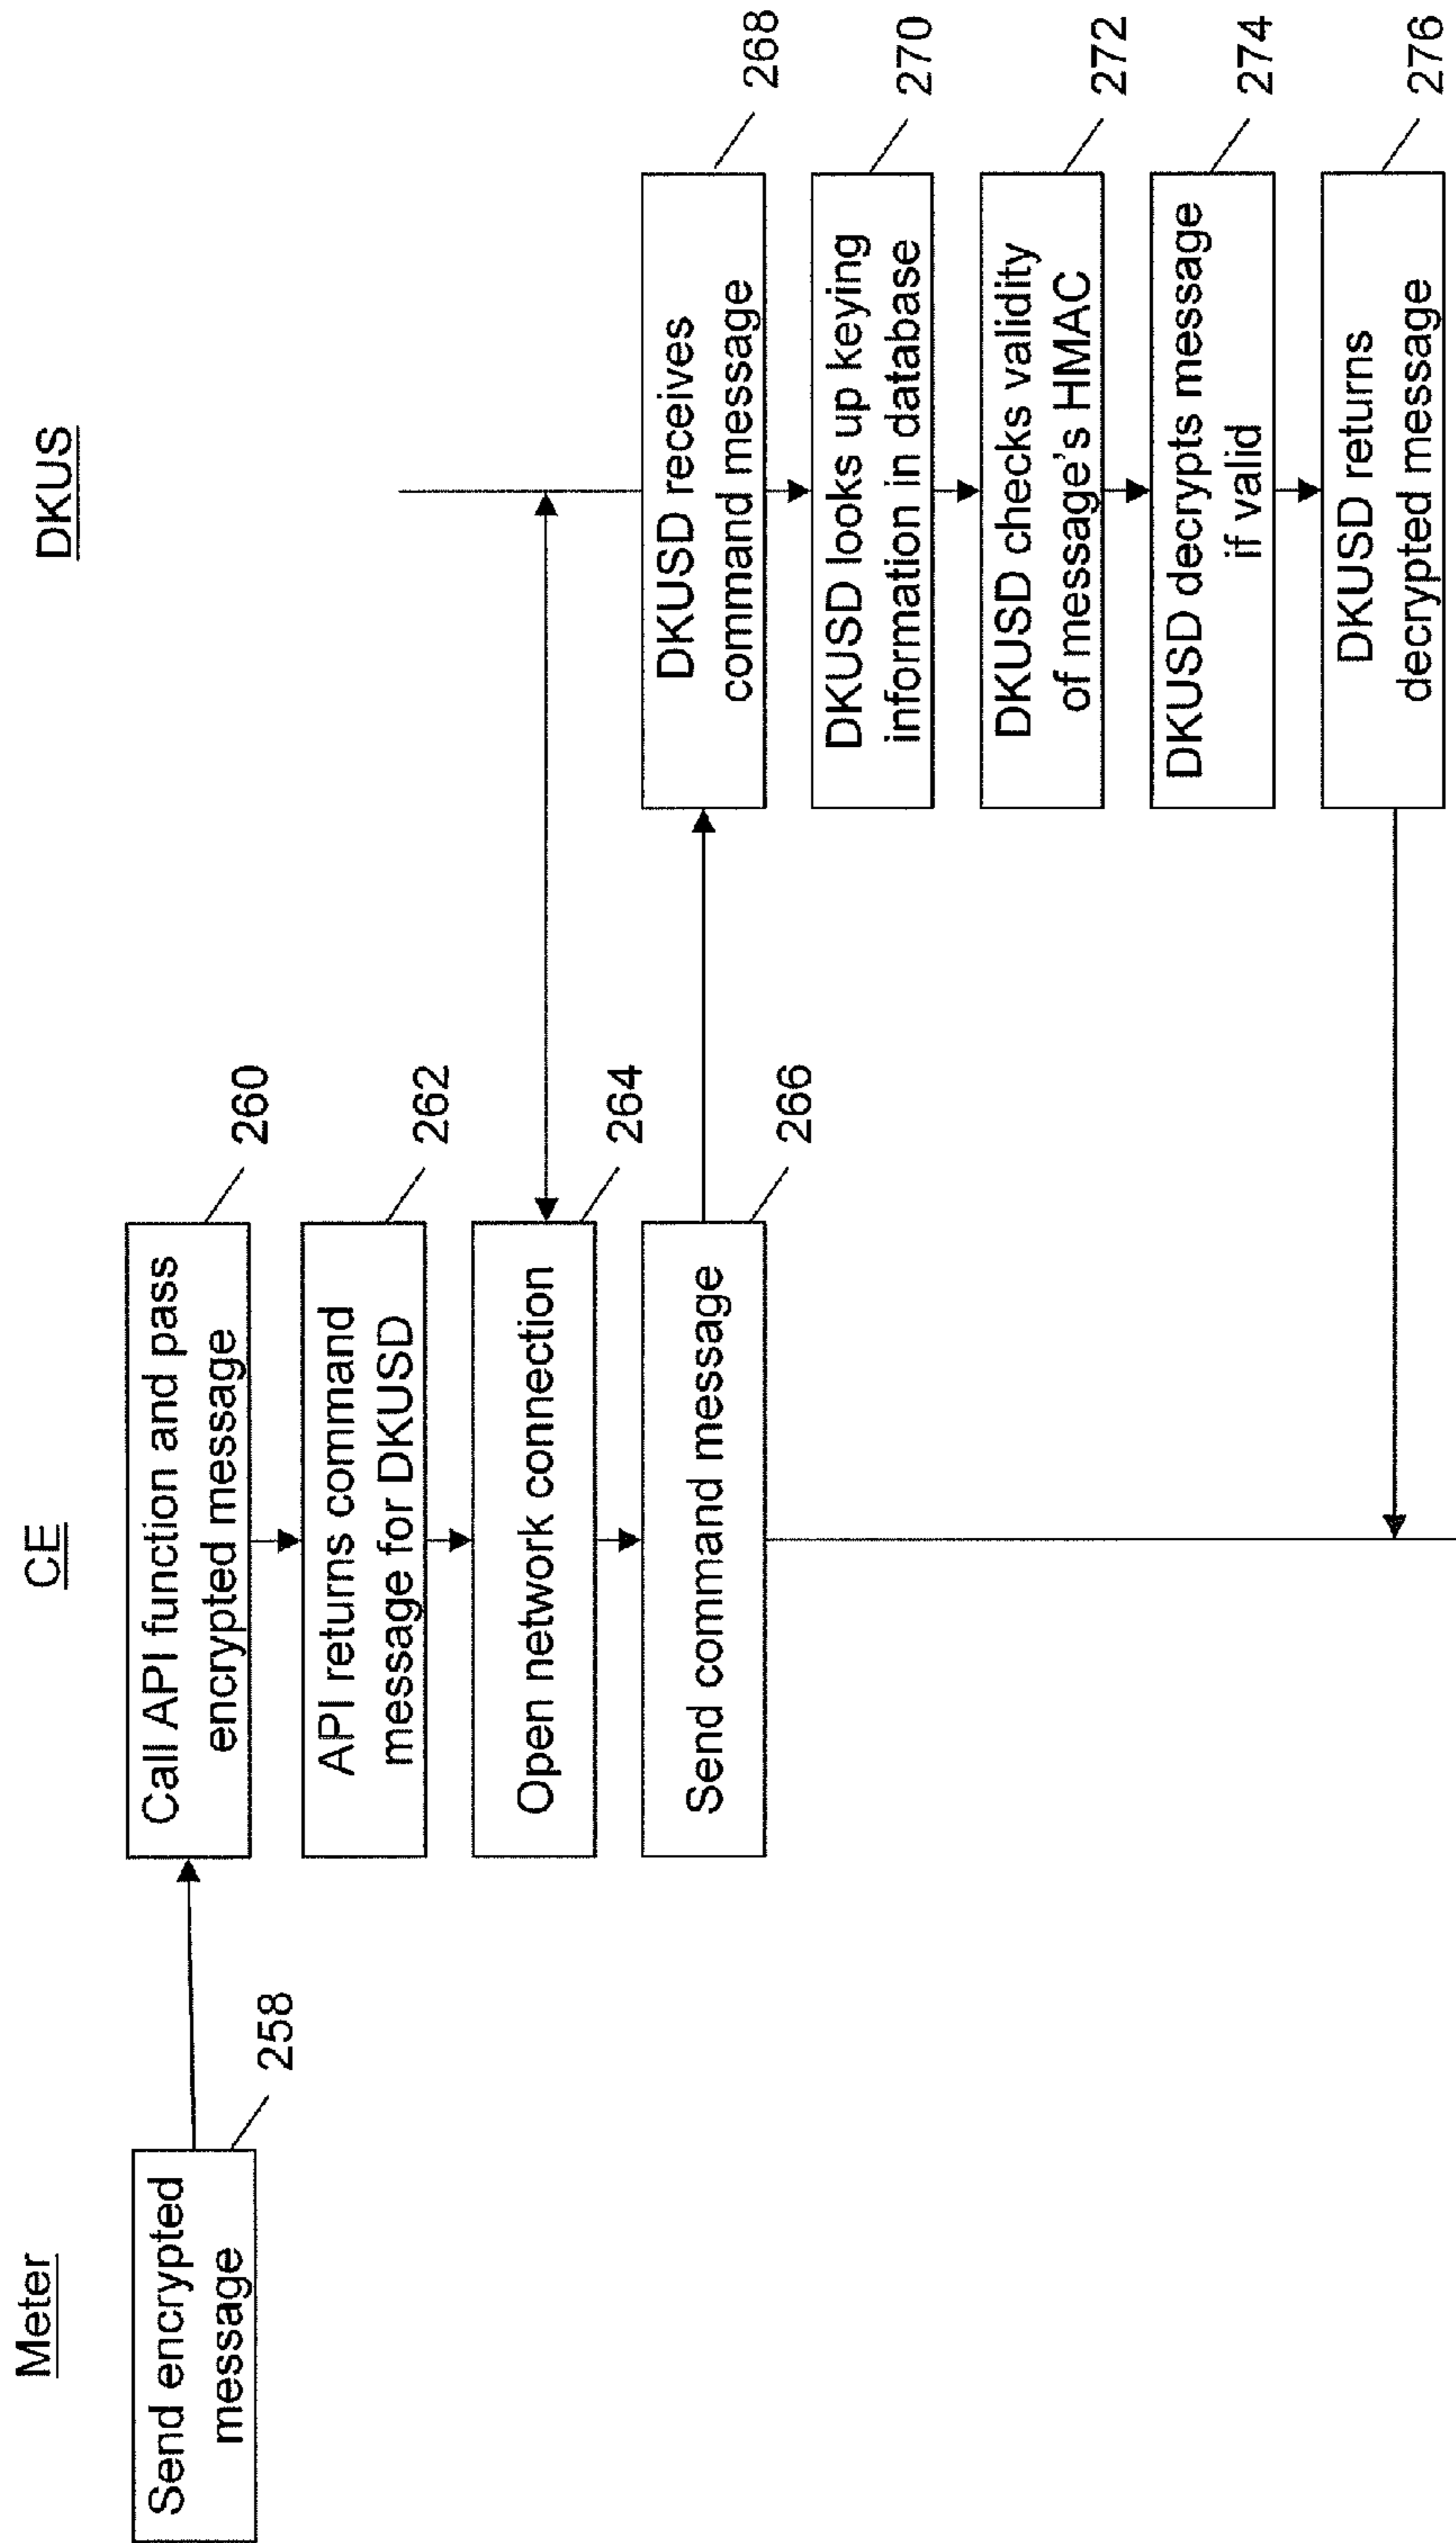 Meter
CE
DKUS
Send encrypted
message
258
Call API function and pass
encrypted message
260
API returns command
message for DKUSD
262
Open network connection
264
Send command message
266
DKUSD receives
command message
268
DKUSD looks up keying
information in database
270
DKUSD checks validity
of message's HMAC
272
DKUSD decrypts message
if valid
274
DKUSD returns
decrypted message
276